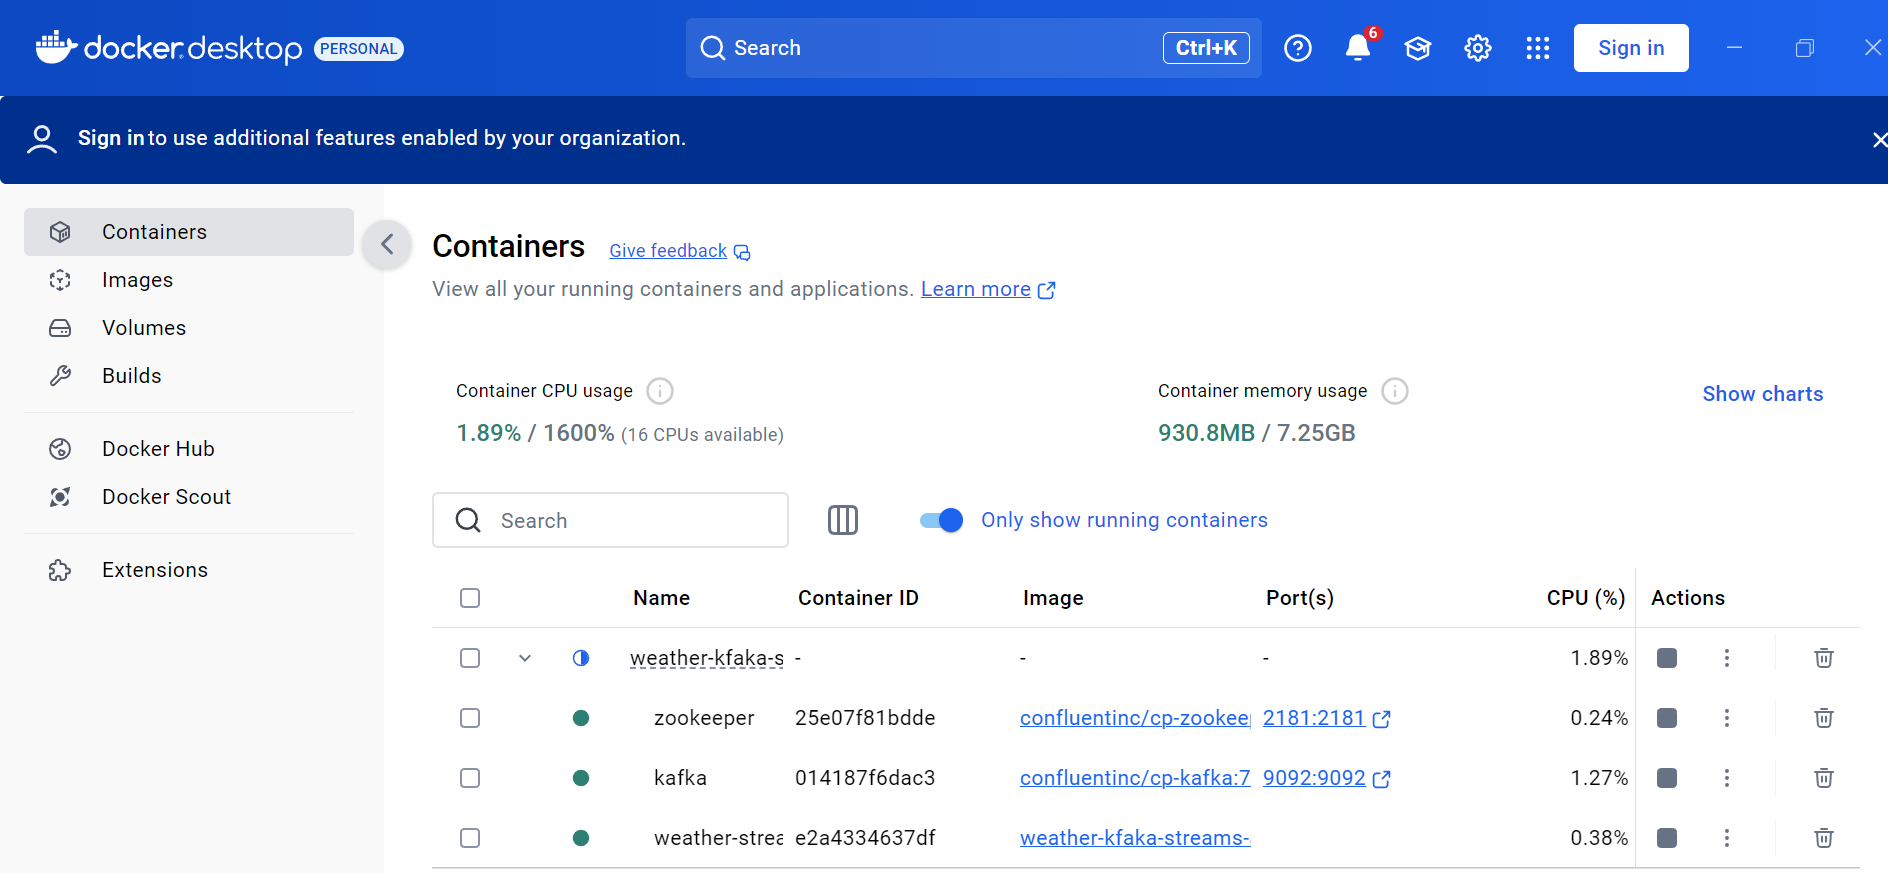 docker desktop PERSONAL
Search Ctrl+K
6
Sign in
Sign in to use additional features enabled by your organization.
Containers
Images
Volumes
Builds
Docker Hub
Docker Scout
Extensions
Containers Give feedback
View all your running containers and applications. Learn more
Container CPU usage
1.89% / 1600% (16 CPUs available)
Container memory usage
930.8MB / 7.25GB
Show charts
Search
Only show running containers
Name Container ID Image Port(s) CPU (%) Actions
weather-kfaka-s - - - 1.89%
zookeeper 25e07f81bdde confluentinc/cp-zookee 2181:2181 0.24%
kafka 014187f6dac3 confluentinc/cp-kafka:7 9092:9092 1.27%
weather-strea e2a4334637df weather-kfaka-streams- 0.38%